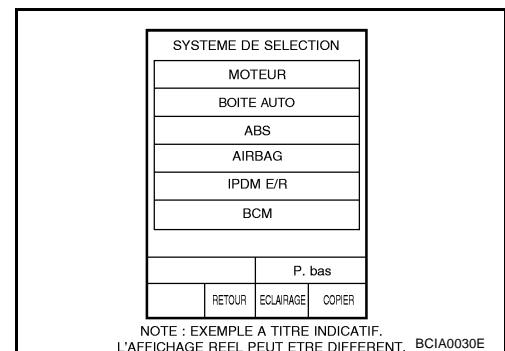 SYSTEME DE SELECTION
MOTEUR
BOITE AUTO
ABS
AIRBAG
IPDM E/R
BCM
P. bas
RETOUR ECLAIRAGE COPIER
NOTE : EXEMPLE A TITRE INDICATIF.
L'AFFICHAGE REEL PEUT ETRE DIFFERENT. BCIA0030E